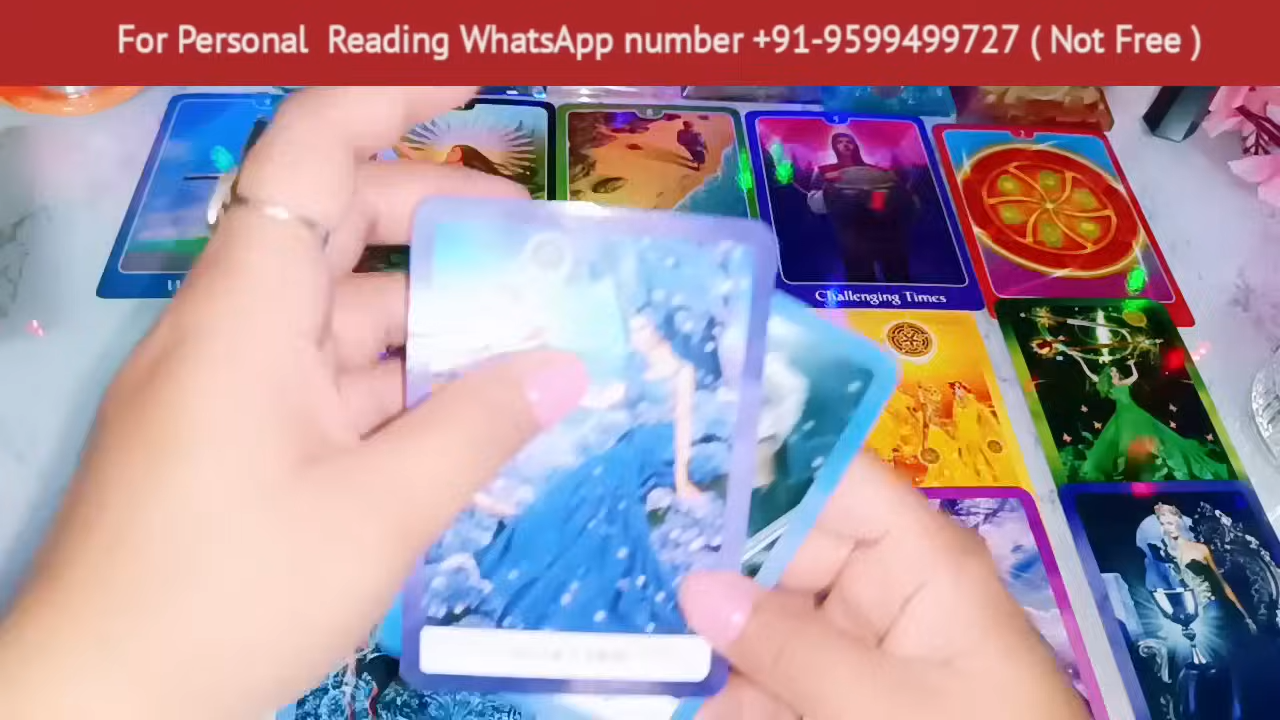 For Personal Reading WhatsApp number +91-9599499727 ( Not Free )
Challenging Times